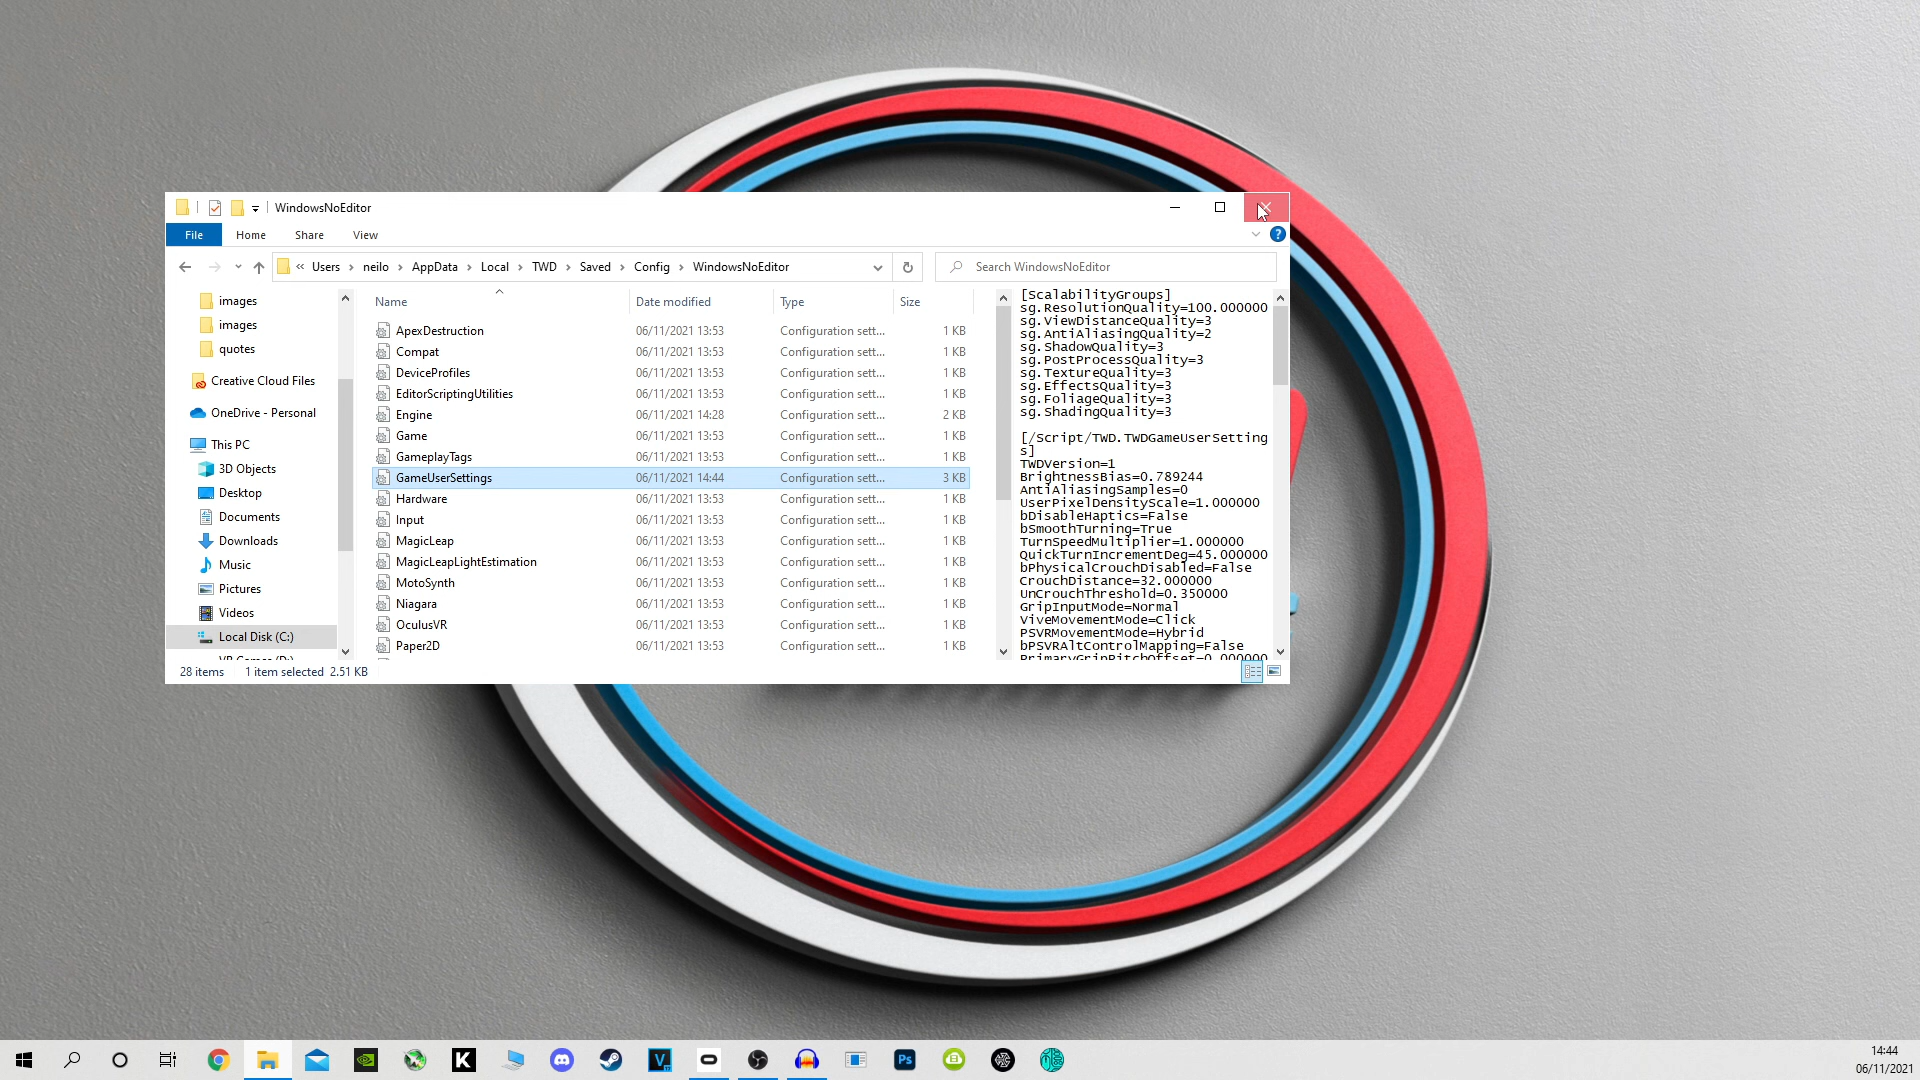 WindowsNoEditor
File Home Share View
« Users › neilo › AppData › Local › TWD › Saved › Config › WindowsNoEditor
Search WindowsNoEditor
images
images
quotes
Creative Cloud Files
OneDrive - Personal
This PC
3D Objects
Desktop
Documents
Downloads
Music
Pictures
Videos
Local Disk (C:)
VR Games (D:)
Name Date modified Type Size
ApexDestruction 06/11/2021 13:53 Configuration sett... 1 KB
Compat 06/11/2021 13:53 Configuration sett... 1 KB
DeviceProfiles 06/11/2021 13:53 Configuration sett... 1 KB
EditorScriptingUtilities 06/11/2021 13:53 Configuration sett... 1 KB
Engine 06/11/2021 14:28 Configuration sett... 2 KB
Game 06/11/2021 13:53 Configuration sett... 1 KB
GameplayTags 06/11/2021 13:53 Configuration sett... 1 KB
GameUserSettings 06/11/2021 14:44 Configuration sett... 3 KB
Hardware 06/11/2021 13:53 Configuration sett... 1 KB
Input 06/11/2021 13:53 Configuration sett... 1 KB
MagicLeap 06/11/2021 13:53 Configuration sett... 1 KB
MagicLeapLightEstimation 06/11/2021 13:53 Configuration sett... 1 KB
MotoSynth 06/11/2021 13:53 Configuration sett... 1 KB
Niagara 06/11/2021 13:53 Configuration sett... 1 KB
OculusVR 06/11/2021 13:53 Configuration sett... 1 KB
Paper2D 06/11/2021 13:53 Configuration sett... 1 KB
[ScalabilityGroups]
sg.ResolutionQuality=100.000000
sg.ViewDistanceQuality=3
sg.AntiAliasingQuality=2
sg.ShadowQuality=3
sg.PostProcessQuality=3
sg.TextureQuality=3
sg.EffectsQuality=3
sg.FoliageQuality=3
sg.ShadingQuality=3
[/Script/TWD.TWDGameUserSetting
s]
TWDVersion=1
BrightnessBias=0.789244
AntiAliasingSamples=0
UserPixelDensityScale=1.000000
bDisableHaptics=False
bSmoothTurning=True
TurnSpeedMultiplier=1.000000
QuickTurnIncrementDeg=45.000000
bPhysicalCrouchDisabled=False
CrouchDistance=32.000000
UnCrouchThreshold=0.350000
GripInputMode=Normal
ViveMovementMode=Click
PSVRMovementMode=Hybrid
bPSVRAltControlMapping=False
PrimaryGripPitchOffset=0.000000
28 items 1 item selected 2.51 KB
K
V
Ps
14:44
06/11/2021